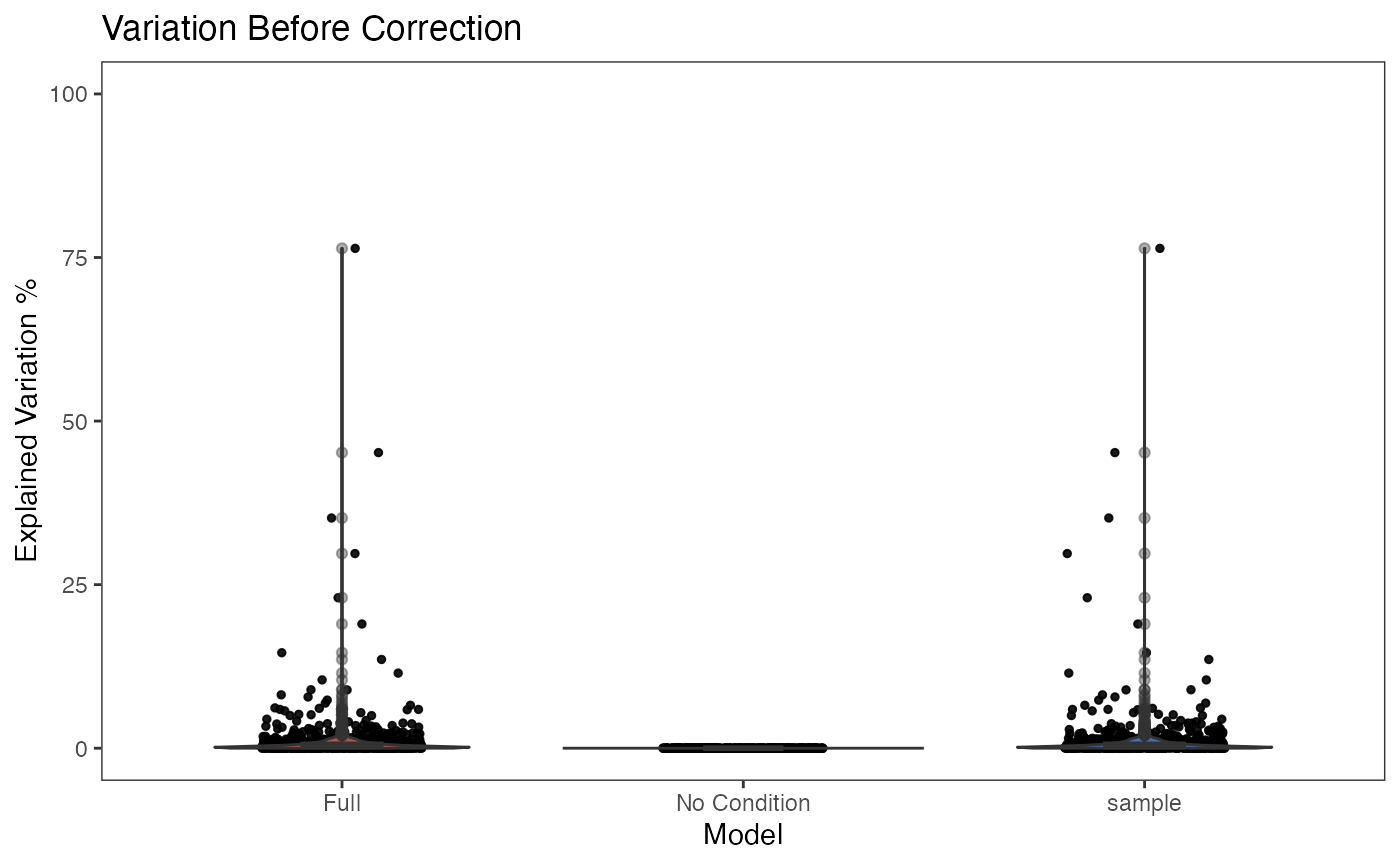 Variation Before Correction
Explained Variation %
100
75
50
25
0
Full
No Condition
sample
Model